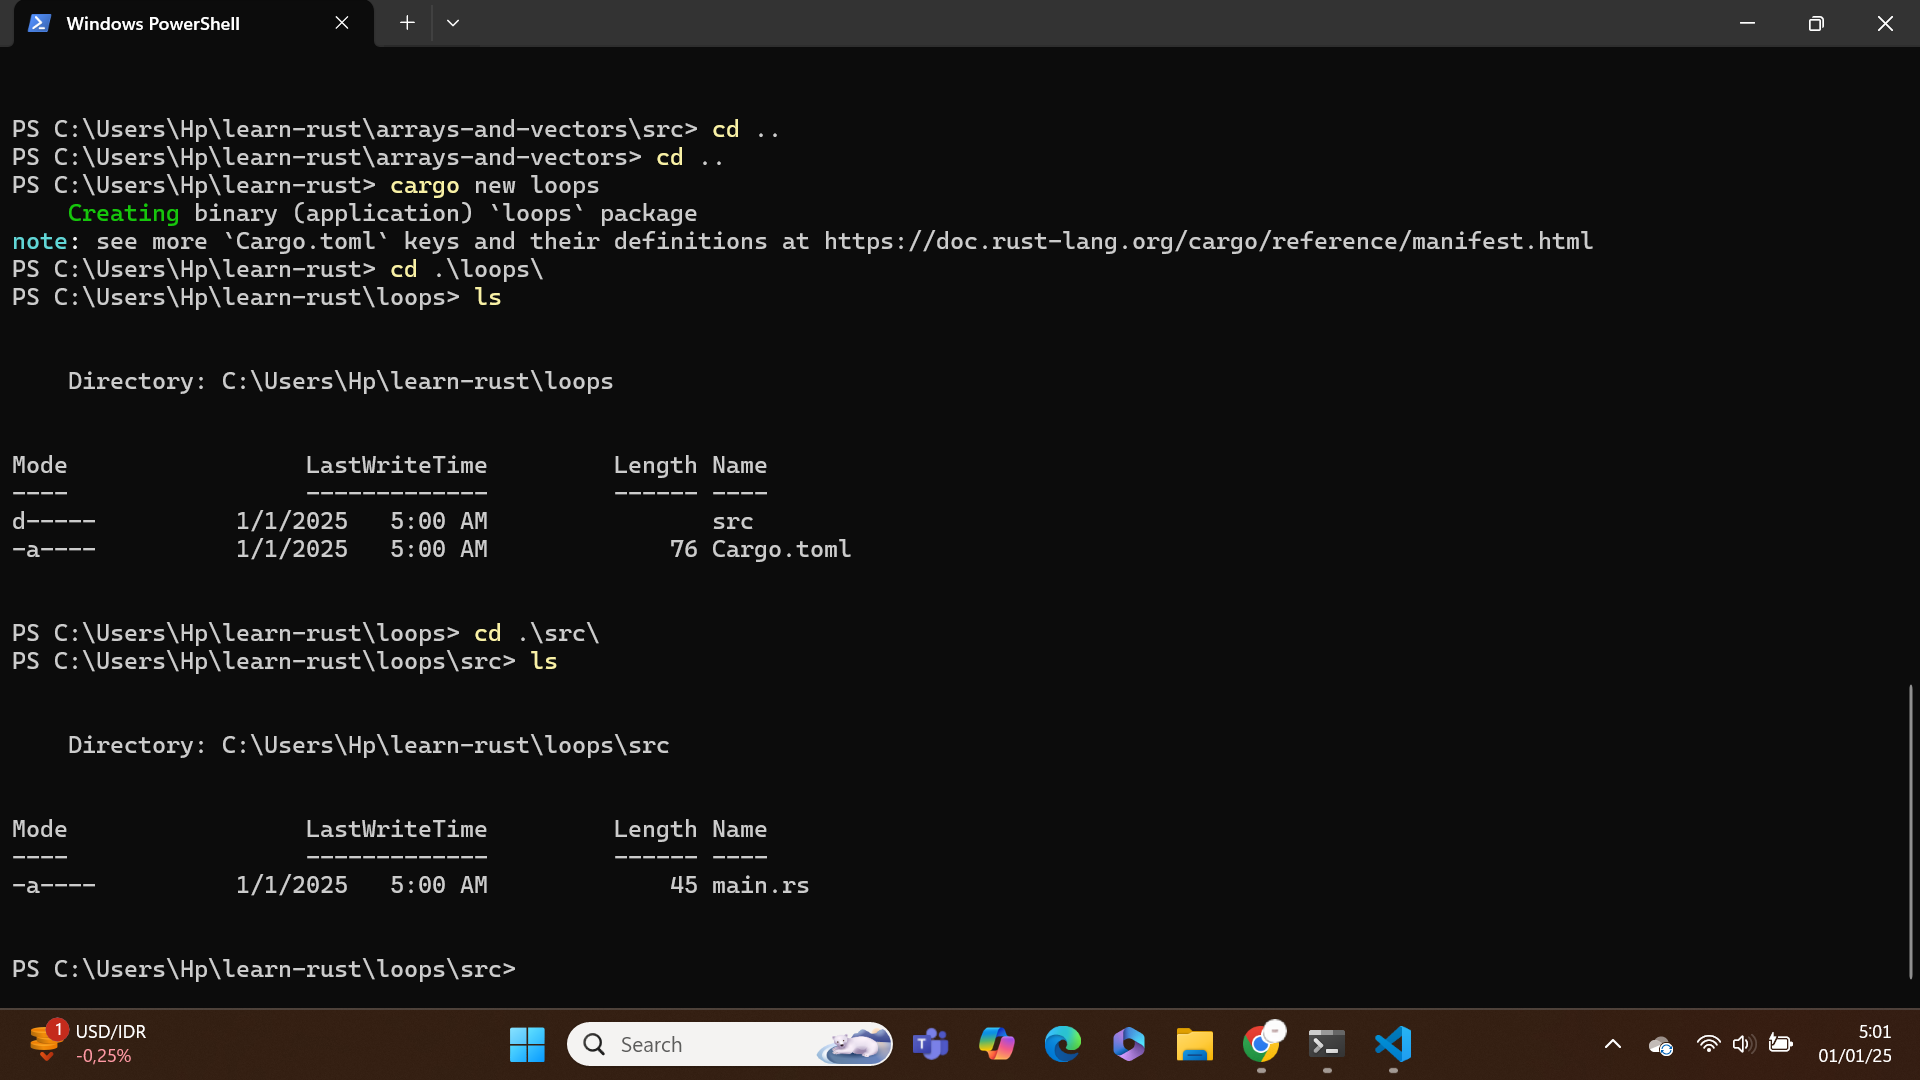 Windows PowerShell
PS C:\Users\Hp\learn-rust\arrays-and-vectors\src> cd ..
PS C:\Users\Hp\learn-rust\arrays-and-vectors> cd ..
PS C:\Users\Hp\learn-rust> cargo new loops
    Creating binary (application) `loops` package
note: see more `Cargo.toml` keys and their definitions at https://doc.rust-lang.org/cargo/reference/manifest.html
PS C:\Users\Hp\learn-rust> cd .\loops\
PS C:\Users\Hp\learn-rust\loops> ls
    Directory: C:\Users\Hp\learn-rust\loops
Mode                 LastWriteTime         Length Name
----                 -------------         ------ ----
d-----          1/1/2025   5:00 AM                src
-a----          1/1/2025   5:00 AM             76 Cargo.toml
PS C:\Users\Hp\learn-rust\loops> cd .\src\
PS C:\Users\Hp\learn-rust\loops\src> ls
    Directory: C:\Users\Hp\learn-rust\loops\src
Mode                 LastWriteTime         Length Name
----                 -------------         ------ ----
-a----          1/1/2025   5:00 AM             45 main.rs
PS C:\Users\Hp\learn-rust\loops\src>
1
USD/IDR
-0,25%
Search
5:01
01/01/25